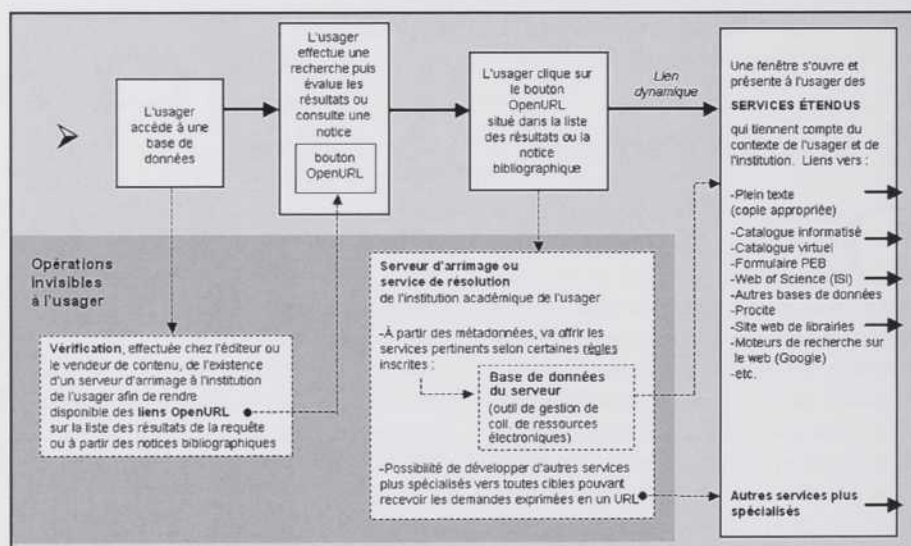 L'usager
accède à une
base de
données
L'usager
effectue une
recherche puis
évalue les
résultats ou
consulte une
notice
bouton
OpenURL
L'usager clique sur
le bouton
OpenURL
situé dans la liste
des résultats ou la
notice
bibliographique
Lien
dynamique
Une fenêtre s'ouvre et
présente à l'usager des
SERVICES ÉTENDUS
qui tiennent compte du
contexte de l'usager et de
l'institution. Liens vers :
-Plein texte
(copie appropriée)
-Catalogue informatisé
-Catalogue virtuel
-Formulaire PEB
-Web of Science (ISI)
-Autres bases de données
-Procite
-Site web de librairies
-Moteurs de recherche sur
le web (Google)
-etc.
Autres services plus
spécialisés
Opérations
invisibles
à l'usager
Vérification, effectuée chez l'éditeur ou
le vendeur de contenu, de l'existence
d'un serveur d'arrimage à l'institution
de l'usager afin de rendre
disponible des liens OpenURL
sur la liste des résultats de la requête
ou à partir des notices bibliographiques
Serveur d'arrimage ou
service de résolution
de l'institution académique de l'usager
-À partir des métadonnées, va offrir les
services pertinents selon certaines règles
inscrites :
Base de données
du serveur
(outil de gestion de
coll. de ressources
électroniques)
-Possibilité de développer d'autres services
plus spécialisés vers toutes cibles pouvant
recevoir les demandes exprimées en un URL